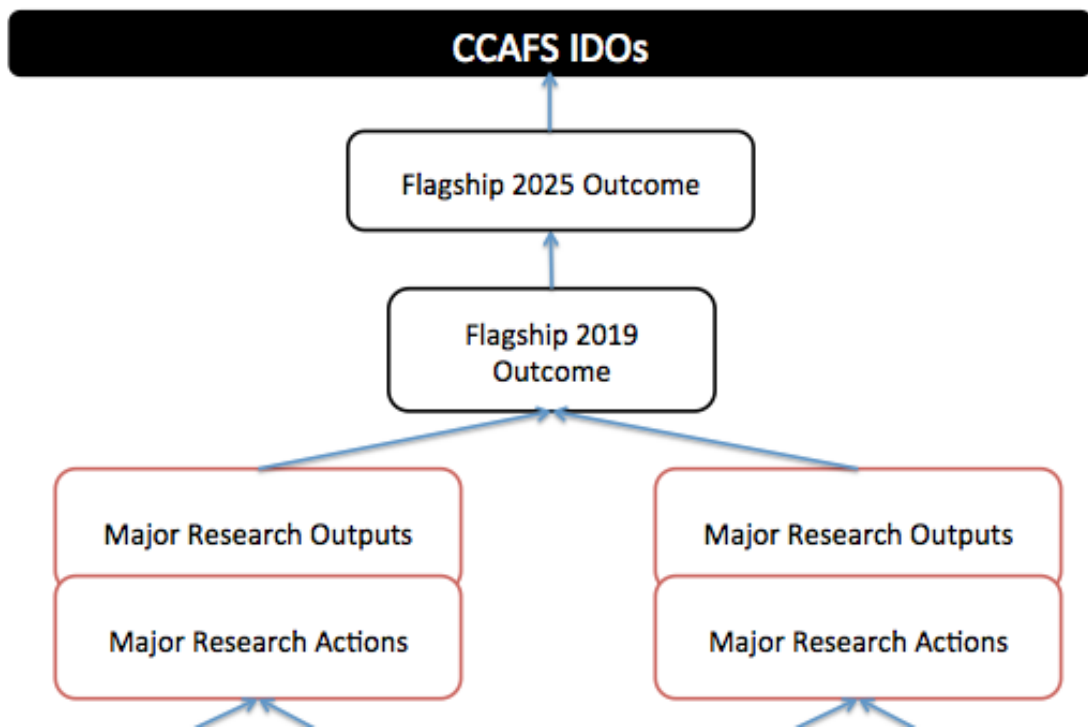 CCAFS IDOs
Flagship 2025 Outcome
Flagship 2019
Outcome
Major Research Outputs
Major Research Outputs
Major Research Actions
Major Research Actions